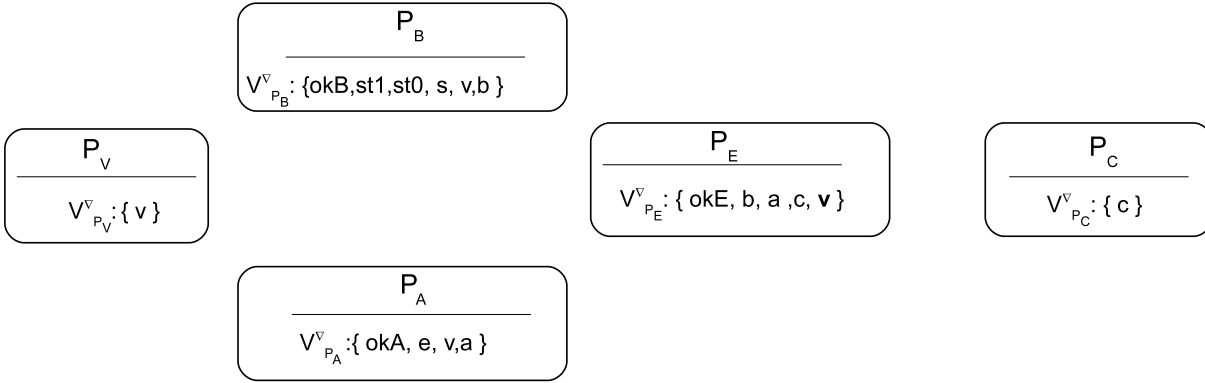 P_B
V^∇_{P_B}: {okB,st1,st0, s, v,b }
P_V
V^∇_{P_V}: { v }
P_E
V^∇_{P_E}: { okE, b, a ,c, v }
P_C
V^∇_{P_C}: { c }
P_A
V^∇_{P_A}:{ okA, e, v,a }